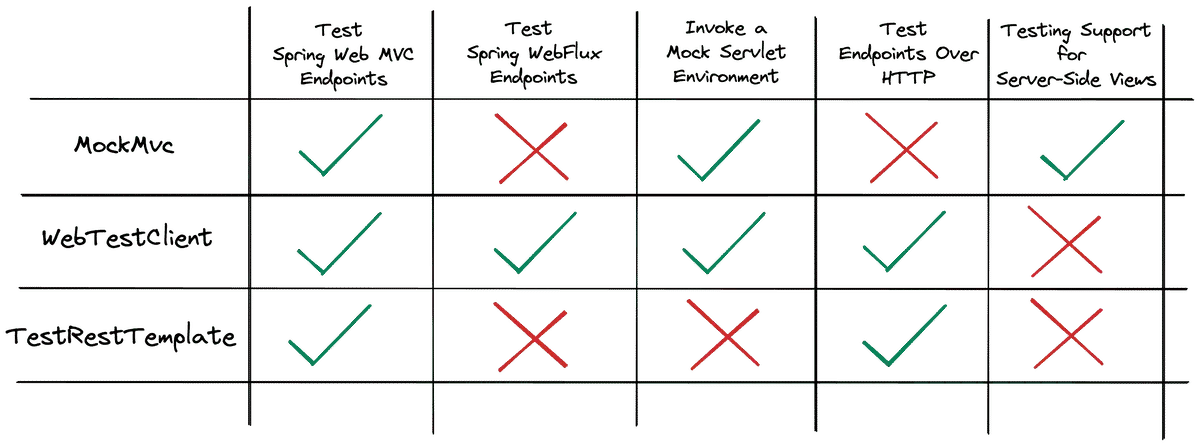 Test
Spring Web MVC
Endpoints
Test
Spring WebFlux
Endpoints
Invoke a
Mock Servlet
Environment
Test
Endpoints Over
HTTP
Testing Support
for
Server-Side Views
MockMvc
WebTestClient
TestRestTemplate